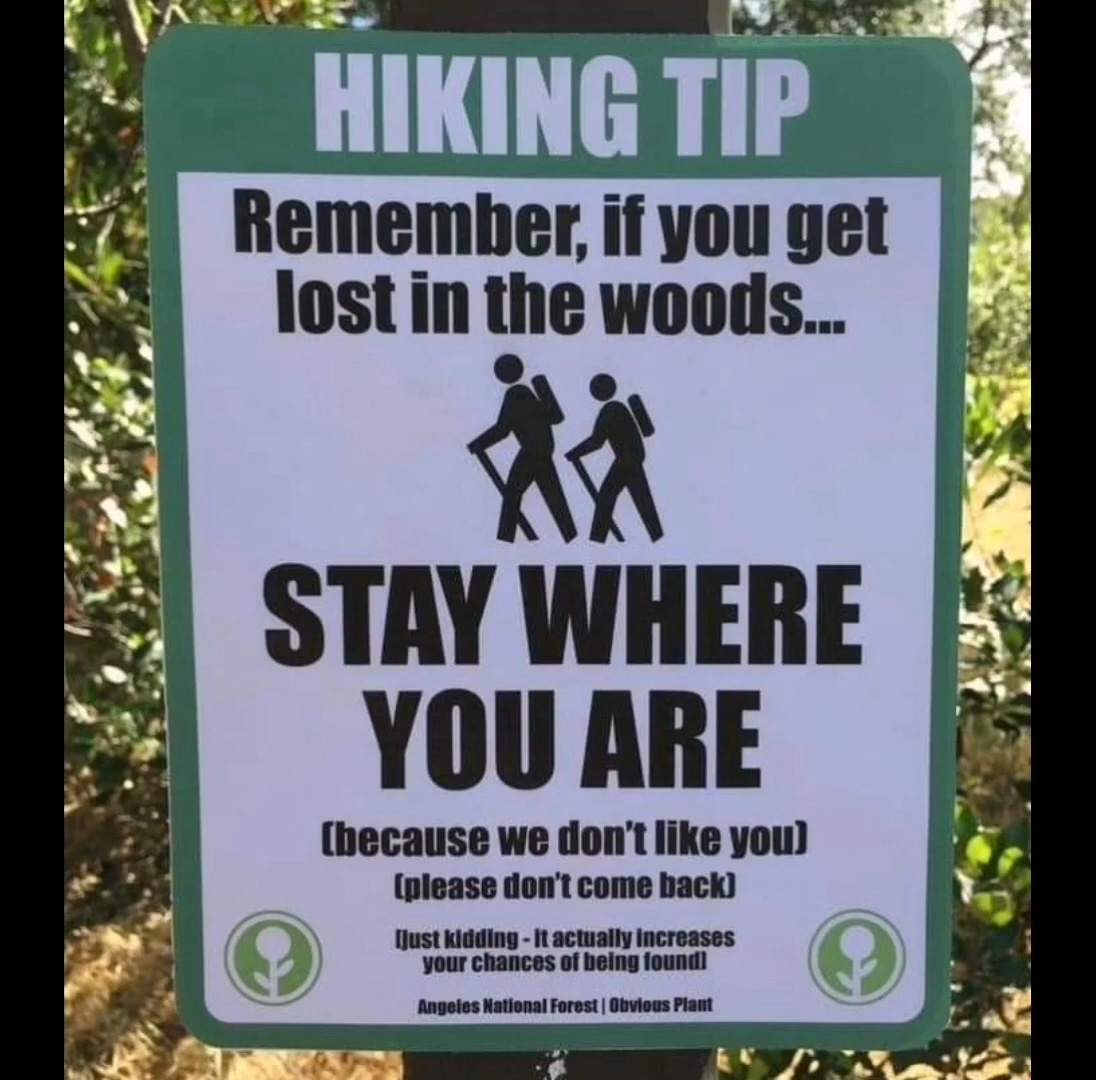 HIKING TIP
Remember, if you get
lost in the woods...
STAY WHERE
YOU ARE
(because we don't like you)
(please don't come back)
(just kidding - it actually increases
your chances of being found)
Angeles National Forest | Obvious Plant